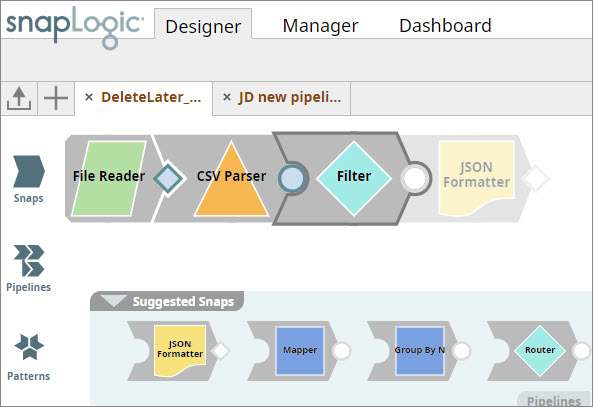 snapLogic
Designer
Manager
Dashboard
× DeleteLater_...
× JD new pipeli...
Snaps
File Reader
CSV Parser
Filter
JSON
Formatter
Pipelines
Suggested Snaps
Patterns
JSON
Formatter
Mapper
Group By N
Router
Pipelines